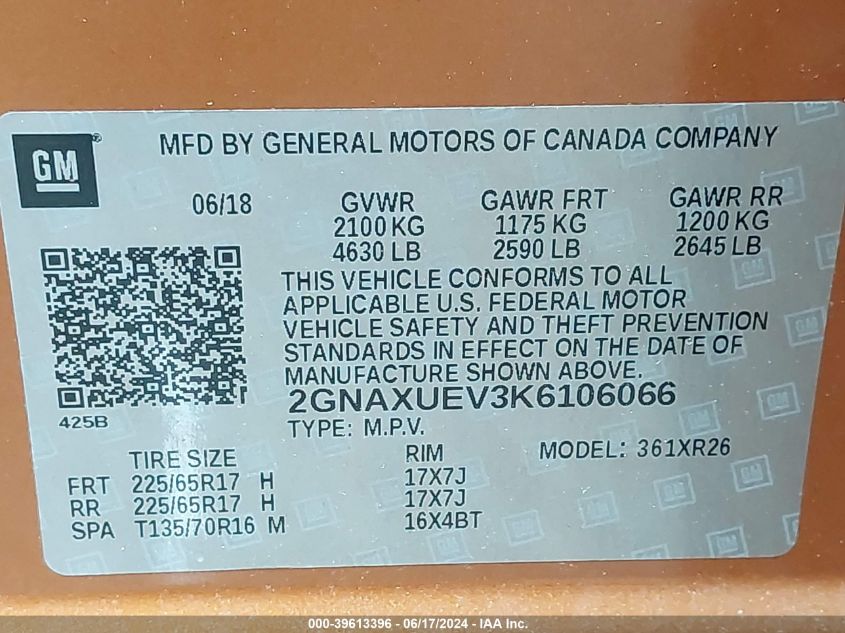 GM ®
MFD BY GENERAL MOTORS OF CANADA COMPANY
06/18 GVWR GAWR FRT GAWR RR
2100 KG 1175 KG 1200 KG
4630 LB 2590 LB 2645 LB
THIS VEHICLE CONFORMS TO ALL
APPLICABLE U.S. FEDERAL MOTOR
VEHICLE SAFETY AND THEFT PREVENTION
STANDARDS IN EFFECT ON THE DATE OF
MANUFACTURE SHOWN ABOVE.
425B
2GNAXUEV3K6106066
TYPE: M.P.V.
TIRE SIZE RIM MODEL: 361XR26
FRT 225/65R17 H 17X7J
RR 225/65R17 H 17X7J
SPA T135/70R16 M 16X4BT
000-39613396 - 06/17/2024 - IAA Inc.